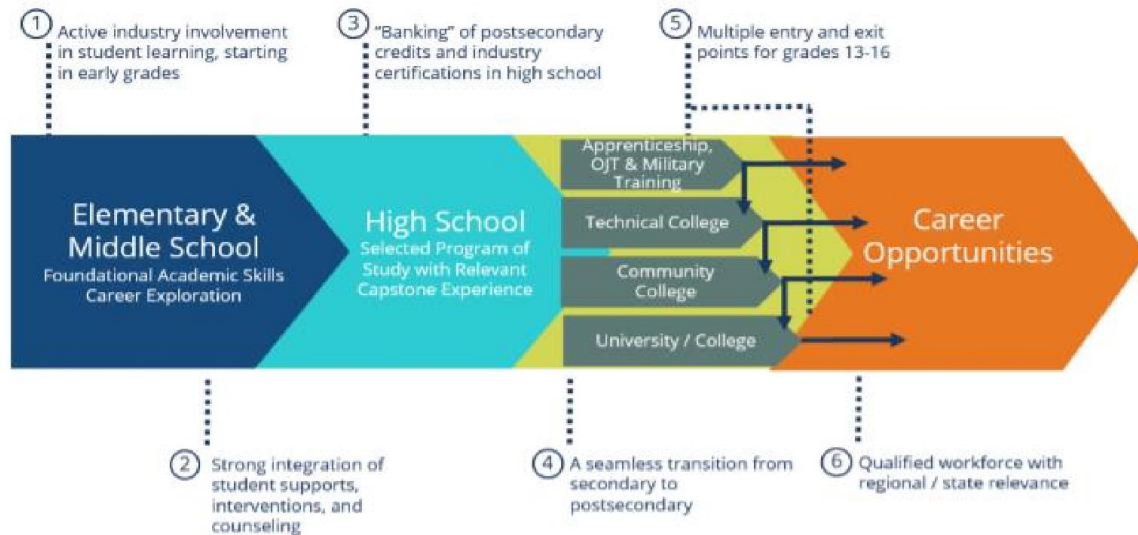 1 Active industry involvement
in student learning, starting
in early grades
3 "Banking" of postsecondary
credits and industry
certifications in high school
5 Multiple entry and exit
points for grades 13-16
Elementary &
Middle School
Foundational Academic Skills
Career Exploration
High School
Selected Program of
Study with Relevant
Capstone Experience
Apprenticeship,
OJT & Military
Training
Technical College
Community
College
University / College
Career
Opportunities
2 Strong integration of
student supports,
interventions, and
counseling
4 A seamless transition from
secondary to
postsecondary
6 Qualified workforce with
regional / state relevance